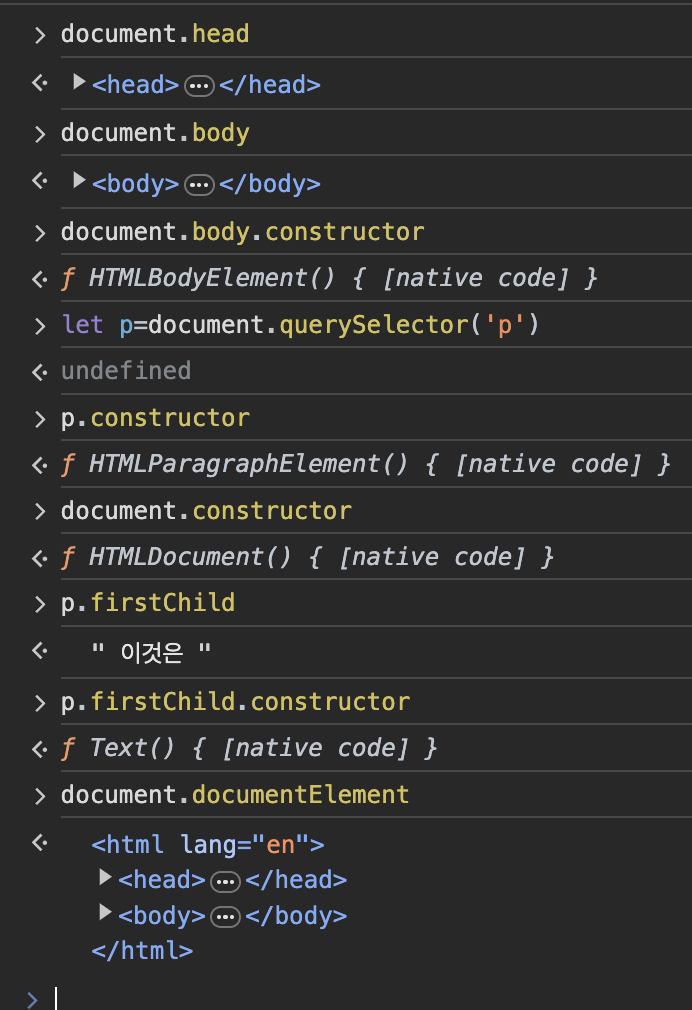 > document.head
<head>…</head>
> document.body
<body>…</body>
> document.body.constructor
ƒ HTMLBodyElement() { [native code] }
> let p=document.querySelector('p')
undefined
> p.constructor
ƒ HTMLParagraphElement() { [native code] }
> document.constructor
ƒ HTMLDocument() { [native code] }
> p.firstChild
" 이것은 "
> p.firstChild.constructor
ƒ Text() { [native code] }
> document.documentElement
<html lang="en">
<head>…</head>
<body>…</body>
</html>
>